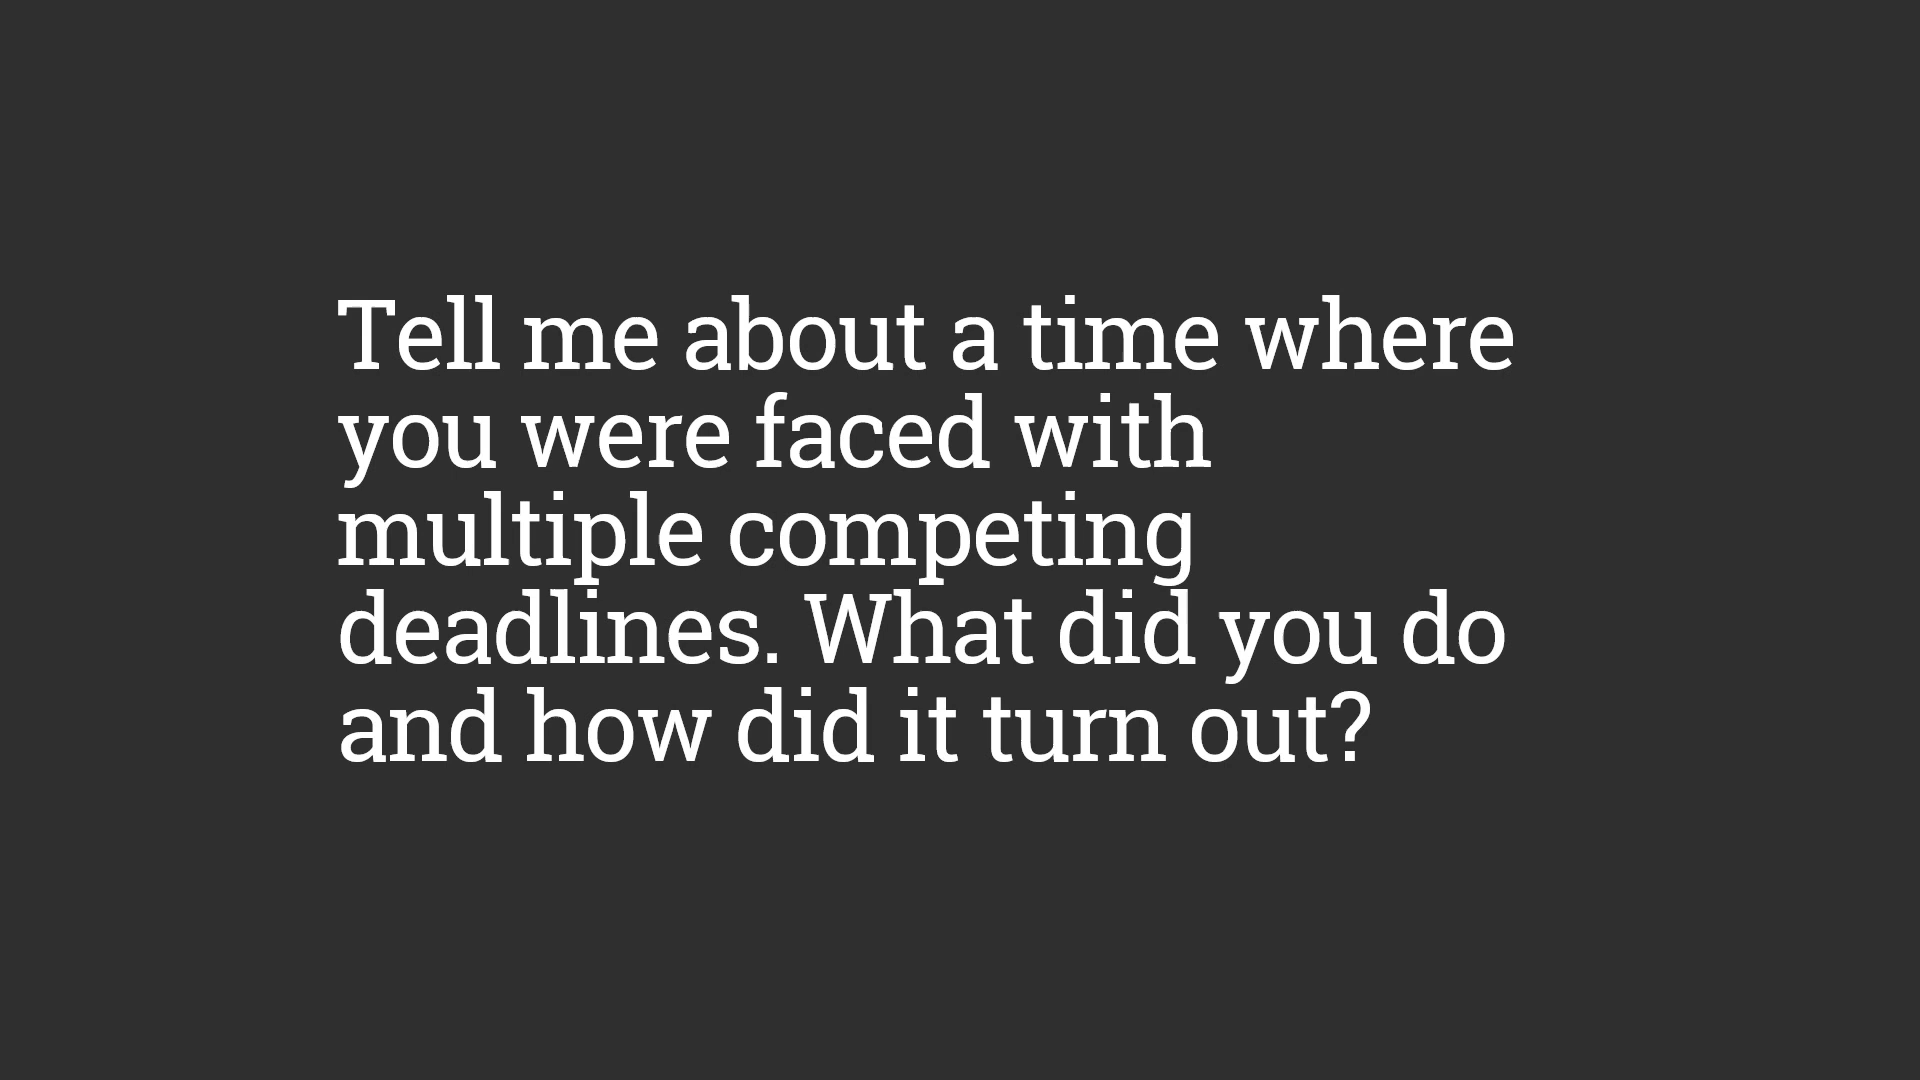 Tell me about a time where
you were faced with
multiple competing
deadlines. What did you do
and how did it turn out?